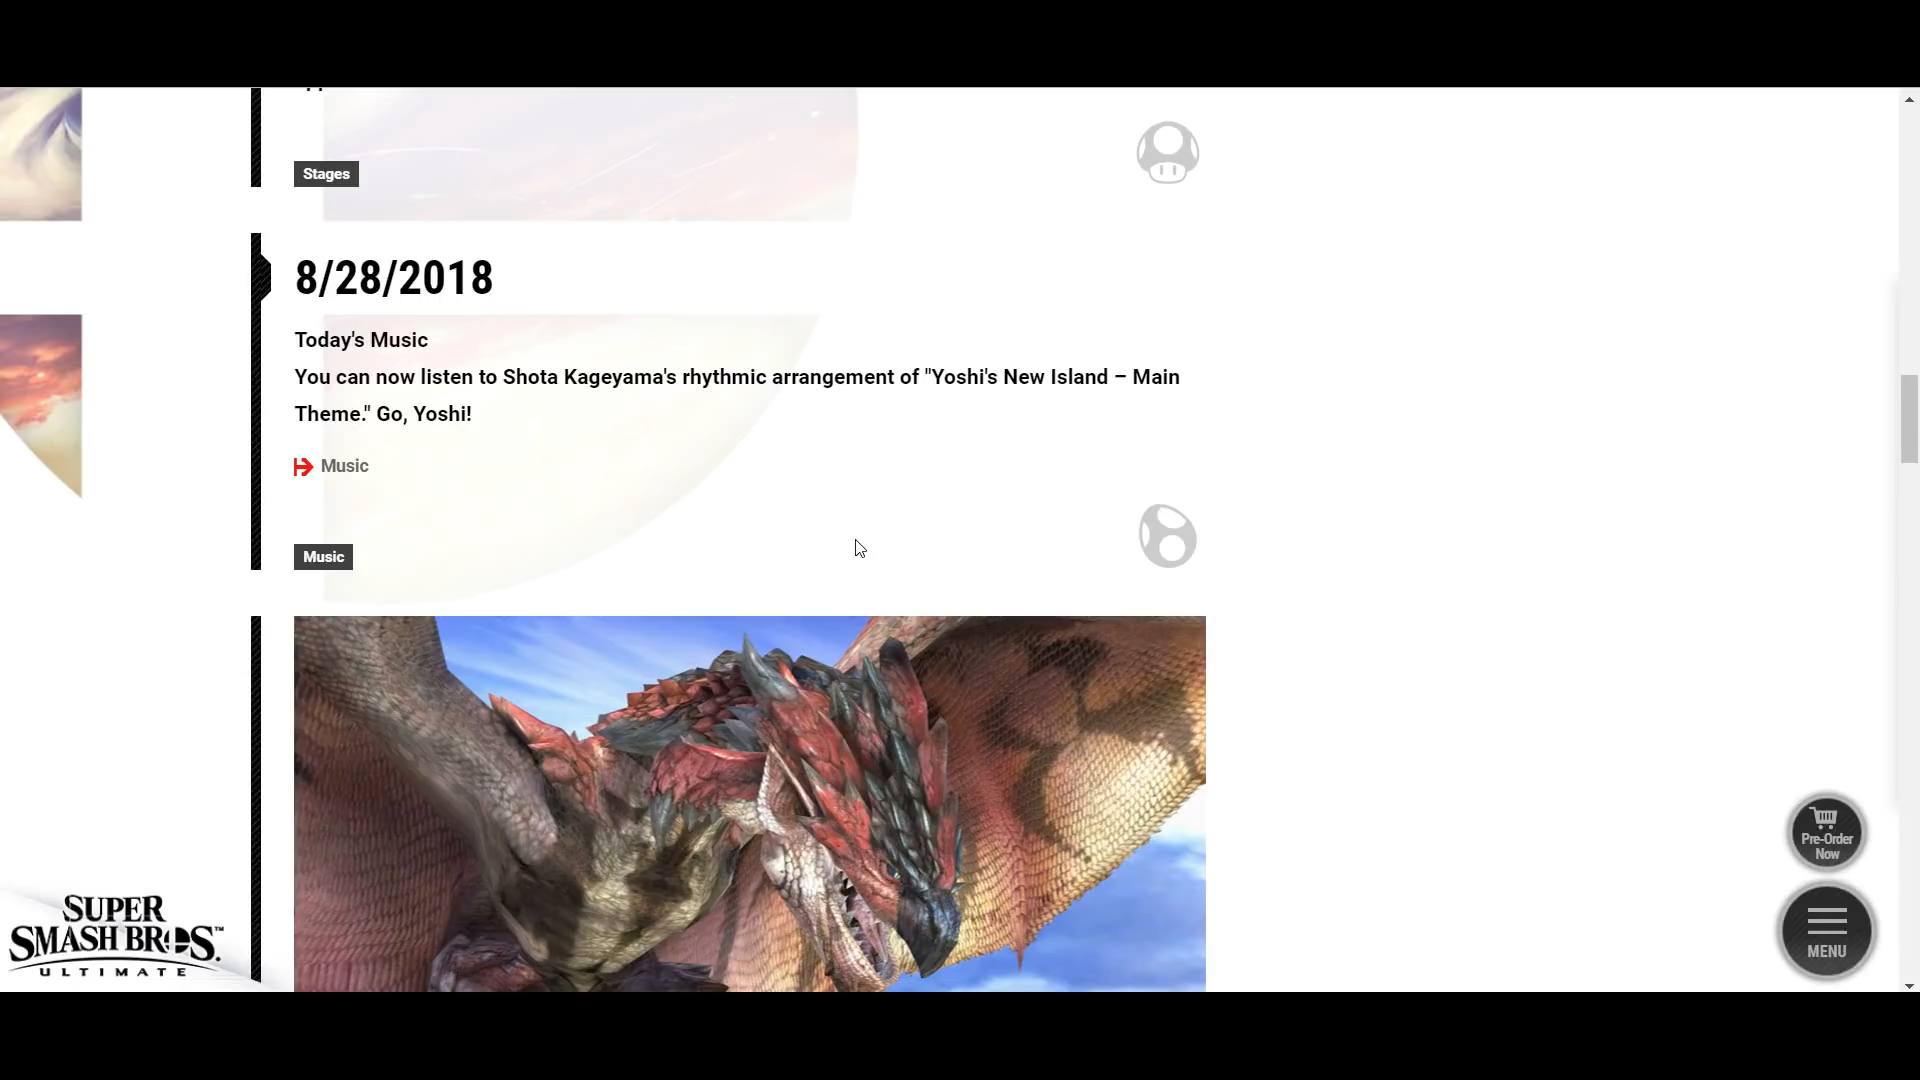 Stages
8/28/2018
Today's Music
You can now listen to Shota Kageyama's rhythmic arrangement of "Yoshi's New Island – Main
Theme." Go, Yoshi!
Music
Music
SUPER
SMASH BROS.™
ULTIMATE
Pre-Order
Now
MENU